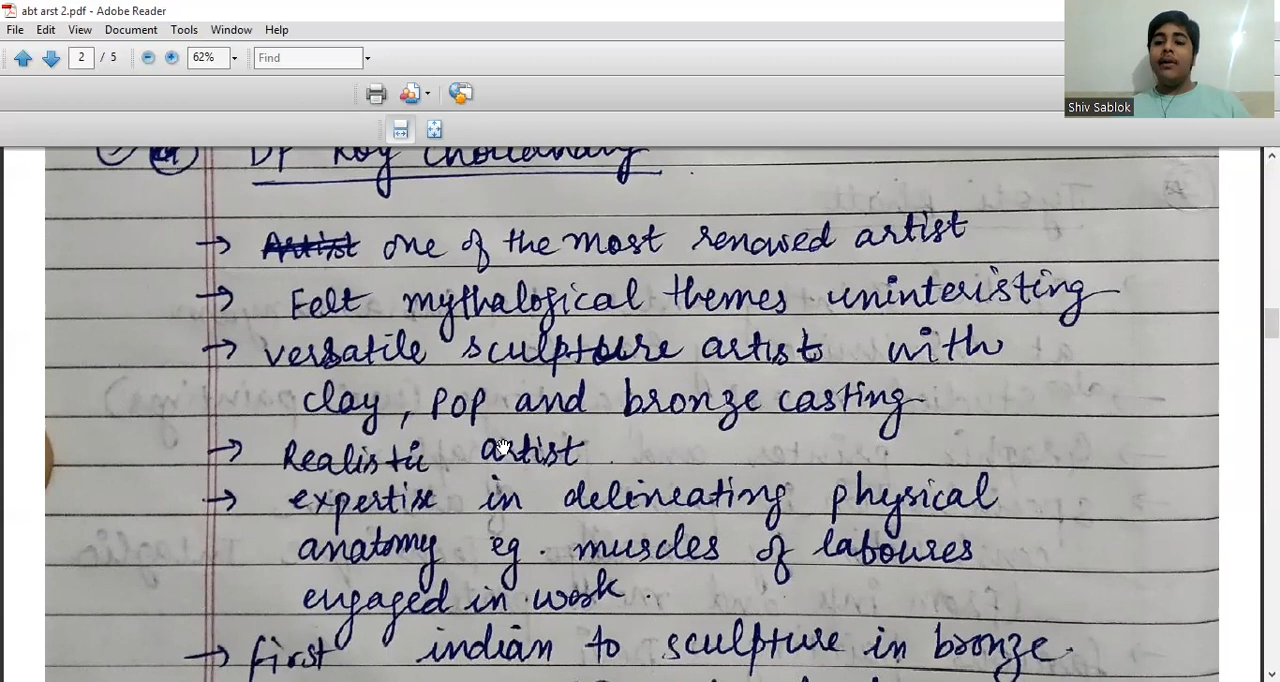 abt arst 2.pdf - Adobe Reader
File Edit View Document Tools Window Help
2 / 5 62% Find
Shiv Sablok
DP Roy Choudhary
→ Artist one of the most renowed artist
→ Felt mythalogical themes uninteristing
→ versatile sculpture artist with
clay, POP and bronze casting
→ Realistic artist
→ expertise in delineating physical
anatomy eg. muscles of laboures
engaged in work.
→ first indian to sculpture in bronze.